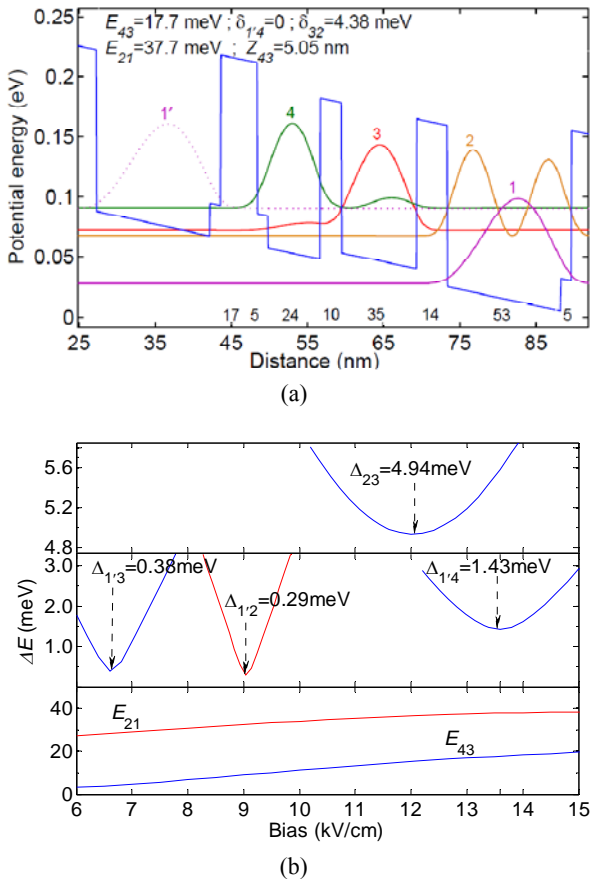 E43=17.7 meV ; δ1′4=0 ; δ32=4.38 meV
E21=37.7 meV ; Z43=5.05 nm
0.25
0.2
0.15
0.1
0.05
0
Potential energy (eV)
1′
4
3
2
1
17 5 24 10 35 14 53 5
25 35 45 55 65 75 85
Distance (nm)
(a)
5.6
5.2
4.8
Δ23=4.94meV
3.0
2.0
1.0
ΔE (meV)
Δ1′3=0.38meV
Δ1′2=0.29meV
Δ1′4=1.43meV
40
20
0
E21
E43
6 7 8 9 10 11 12 13 14 15
Bias (kV/cm)
(b)